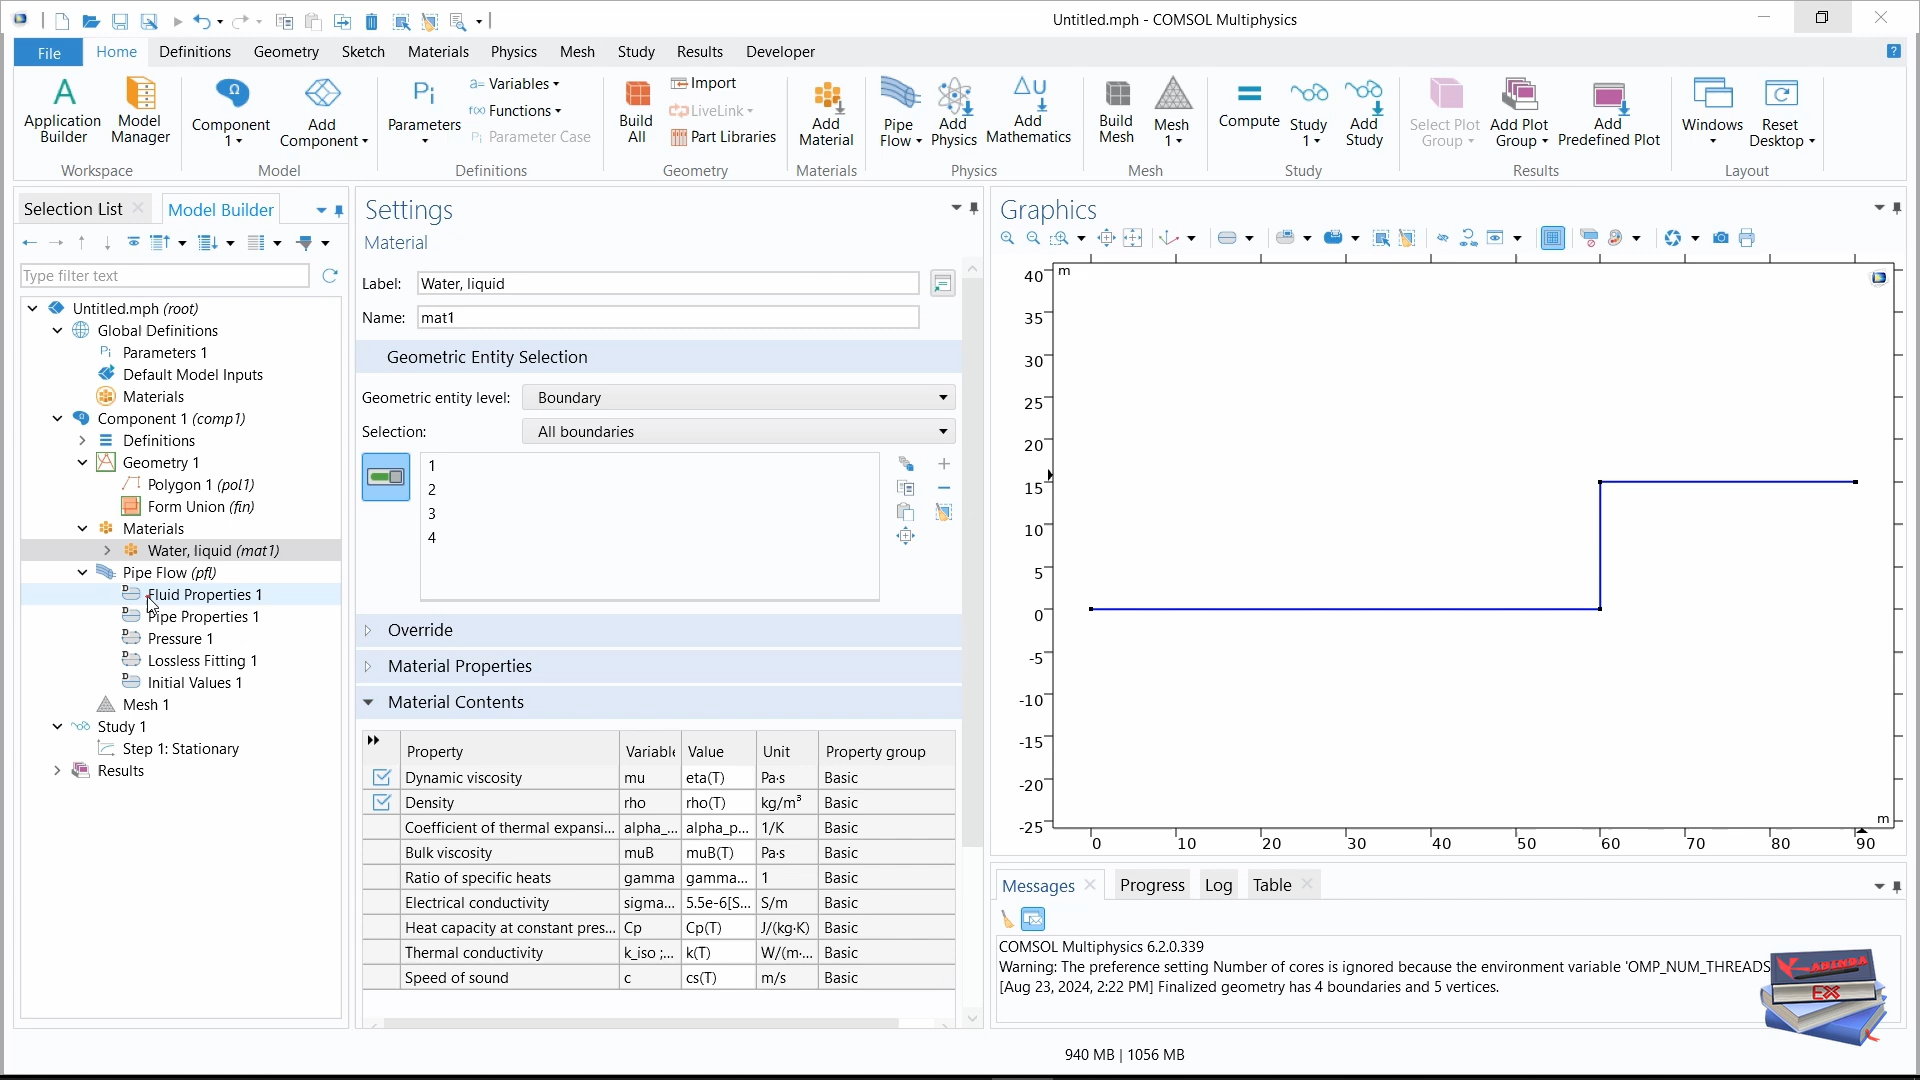 Untitled.mph - COMSOL Multiphysics
File Home Definitions Geometry Sketch Materials Physics Mesh Study Results Developer
Application Builder
Model Manager
Component 1
Add Component
Parameters
a= Variables
f(x) Functions
Pi Parameter Case
Build All
Import
LiveLink
Part Libraries
Add Material
Pipe Flow
Add Physics
ΔU
Add Mathematics
Build Mesh
Mesh 1
Compute
Study 1
Add Study
Select Plot Group
Add Plot Group
Add Predefined Plot
Windows
Reset Desktop
Workspace Model Definitions Geometry Materials Physics Mesh Study Results Layout
Selection List Model Builder
Type filter text
Untitled.mph (root)
Global Definitions
Pi Parameters 1
Default Model Inputs
Materials
Component 1 (comp1)
Definitions
Geometry 1
Polygon 1 (pol1)
Form Union (fin)
Materials
Water, liquid (mat1)
Pipe Flow (pfl)
Fluid Properties 1
Pipe Properties 1
Pressure 1
Lossless Fitting 1
Initial Values 1
Mesh 1
Study 1
Step 1: Stationary
Results
Settings
Material
Label: Water, liquid
Name: mat1
Geometric Entity Selection
Geometric entity level: Boundary
Selection: All boundaries
1
2
3
4
Override
Material Properties
Material Contents
Property Variable Value Unit Property group
Dynamic viscosity mu eta(T) Pa·s Basic
Density rho rho(T) kg/m³ Basic
Coefficient of thermal expansi... alpha_... alpha_p... 1/K Basic
Bulk viscosity muB muB(T) Pa·s Basic
Ratio of specific heats gamma gamma... 1 Basic
Electrical conductivity sigma... 5.5e-6[S... S/m Basic
Heat capacity at constant pres... Cp Cp(T) J/(kg·K) Basic
Thermal conductivity k_iso ;... k(T) W/(m·... Basic
Speed of sound c cs(T) m/s Basic
Graphics
m
40
35
30
25
20
15
10
5
0
-5
-10
-15
-20
-25
m
0 10 20 30 40 50 60 70 80 90
Messages Progress Log Table
COMSOL Multiphysics 6.2.0.339
Warning: The preference setting Number of cores is ignored because the environment variable 'OMP_NUM_THREADS
[Aug 23, 2024, 2:22 PM] Finalized geometry has 4 boundaries and 5 vertices.
EX
940 MB | 1056 MB